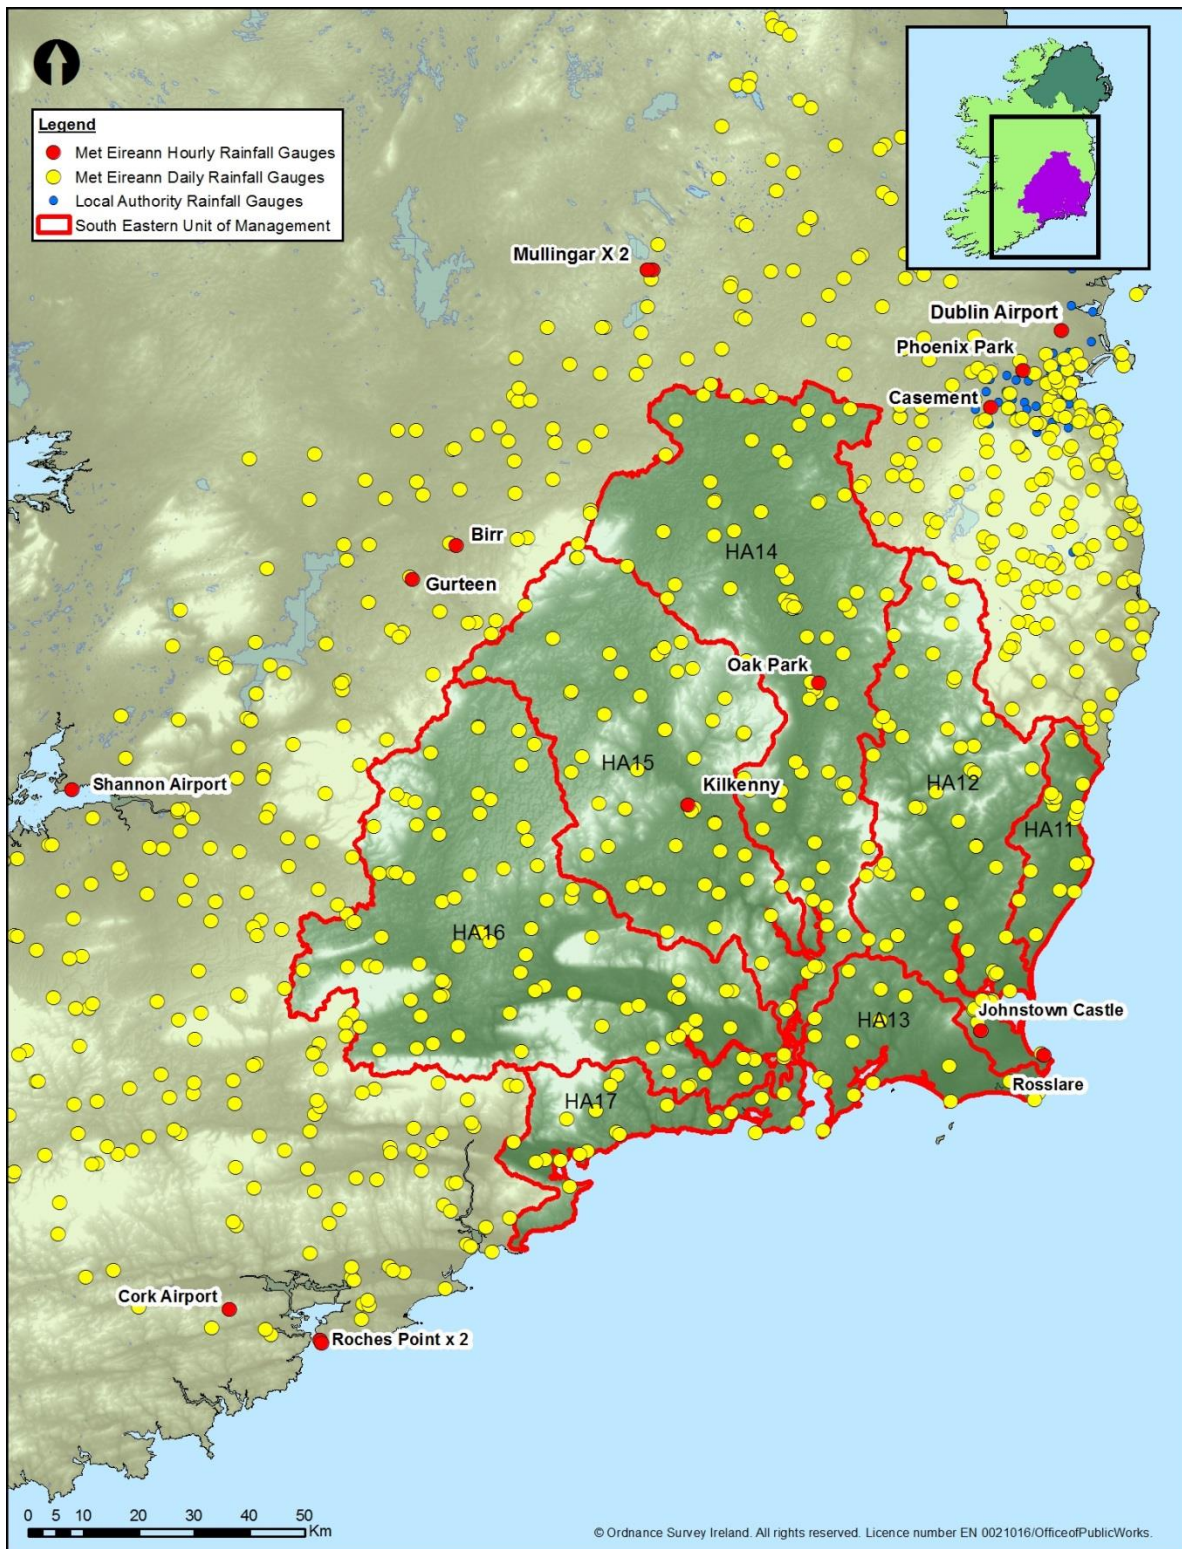 Legend
Met Eireann Hourly Rainfall Gauges
Met Eireann Daily Rainfall Gauges
Local Authority Rainfall Gauges
South Eastern Unit of Management
Mullingar X 2
Dublin Airport
Phoenix Park
Casement
Birr
HA14
Gurteen
Oak Park
HA15
Shannon Airport
Kilkenny
HA12
HA11
HA16
Johnstown Castle
HA13
Rosslare
HA17
Cork Airport
Roches Point x 2
0 5 10 20 30 40 50
Km
© Ordnance Survey Ireland. All rights reserved. Licence number EN 0021016/OfficeofPublicWorks.